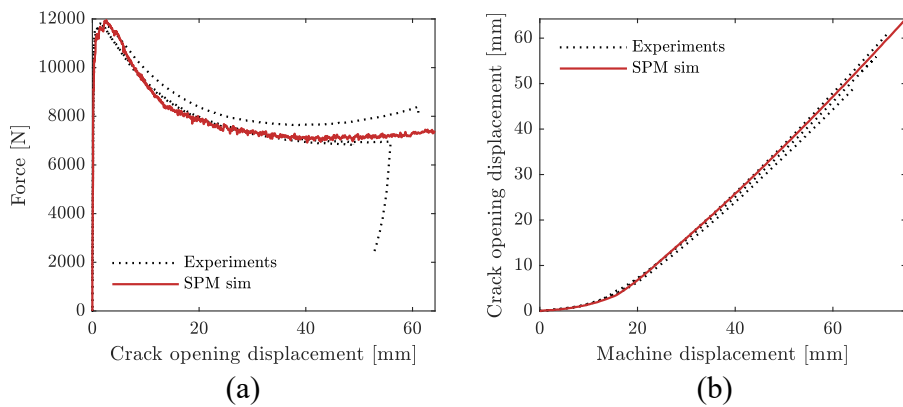 12000
10000
8000
6000
4000
2000
0
Force [N]
Experiments
SPM sim
0 20 40 60
Crack opening displacement [mm]
(a)
60
50
40
30
20
10
0
Crack opening displacement [mm]
Experiments
SPM sim
0 20 40 60
Machine displacement [mm]
(b)